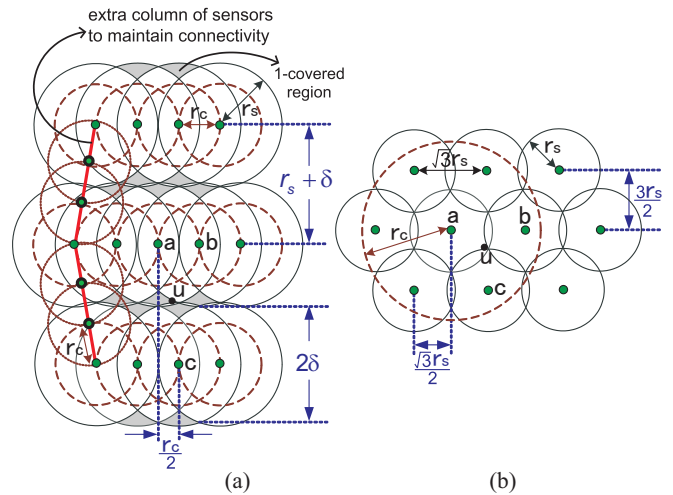 extra column of sensors
to maintain connectivity
1-covered
region
rc
rs
rs + δ
a
b
u
c
rc
2δ
rc/2
(a)
rs
√3rs
3rs/2
a
b
rc
u
c
√3rs/2
(b)